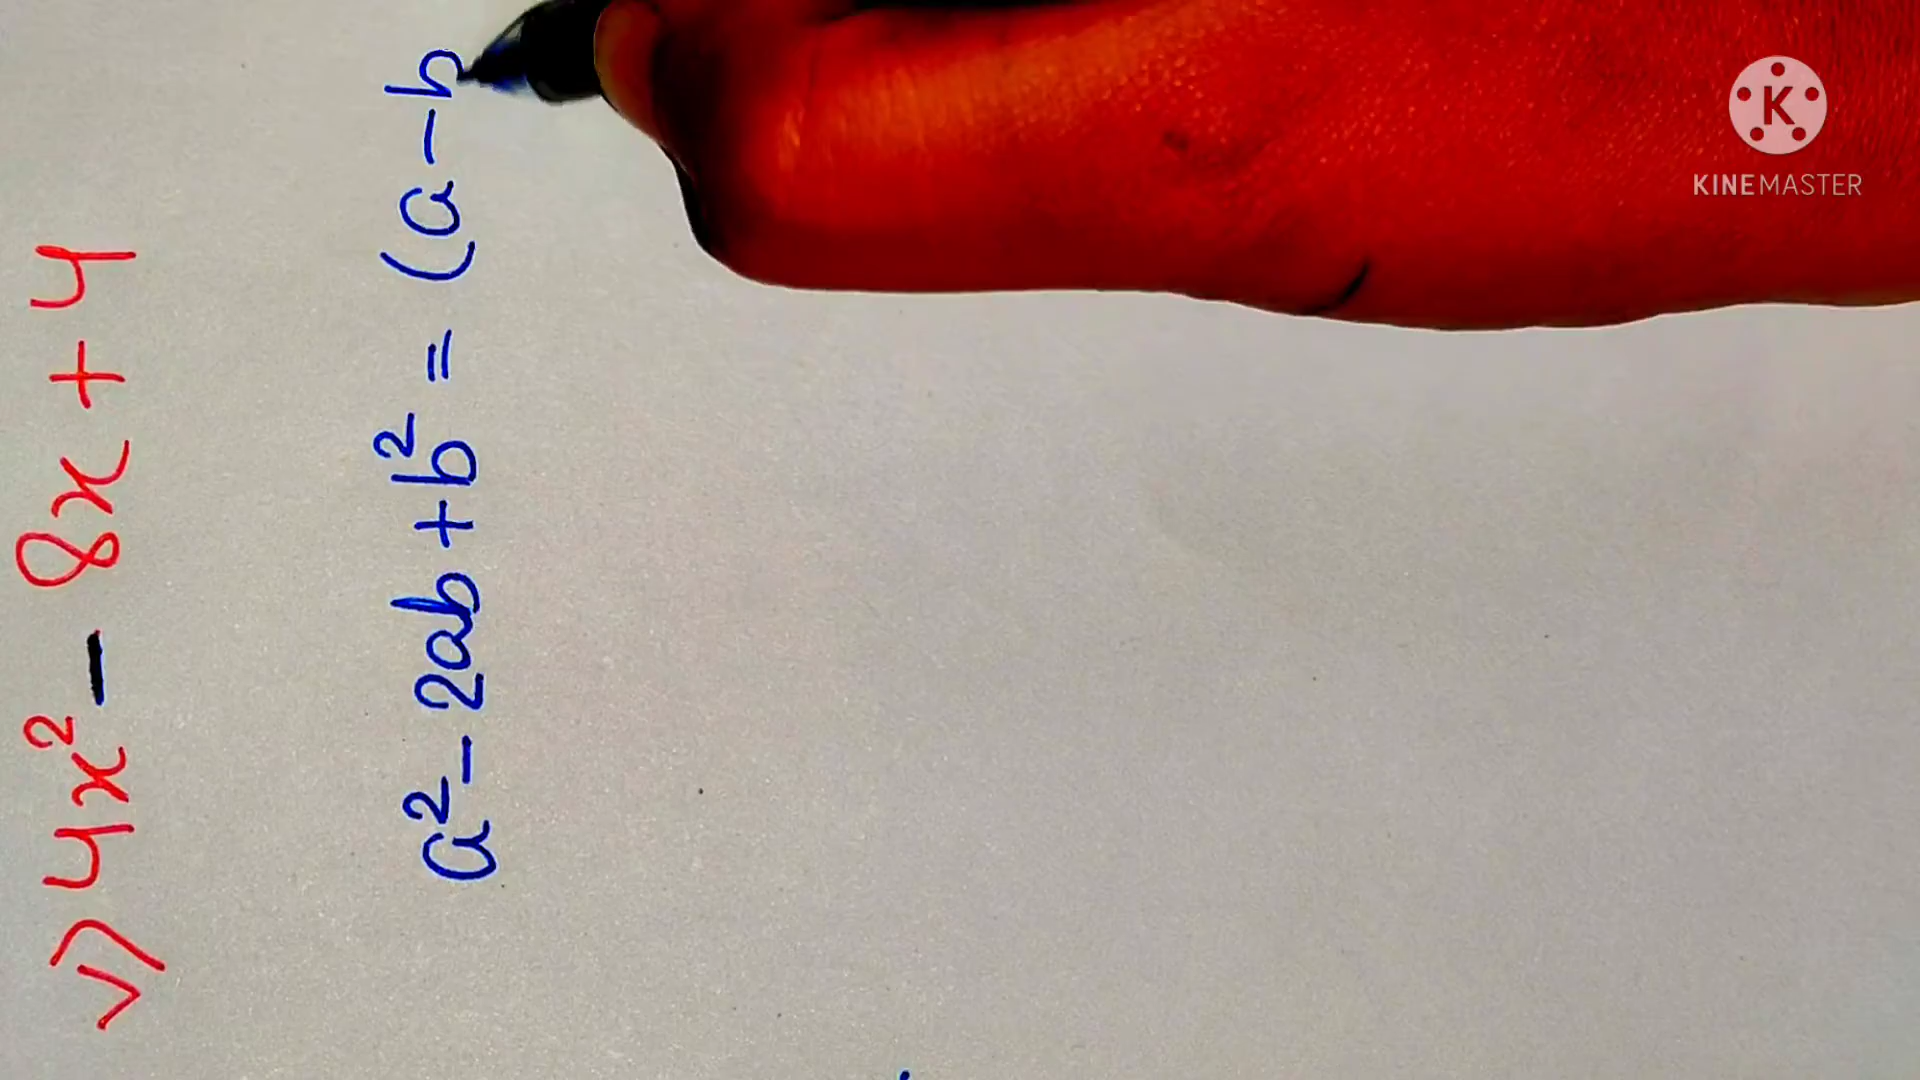 v) 4x² - 8x + 4
a² - 2ab + b² = (a - b
K
KINEMASTER